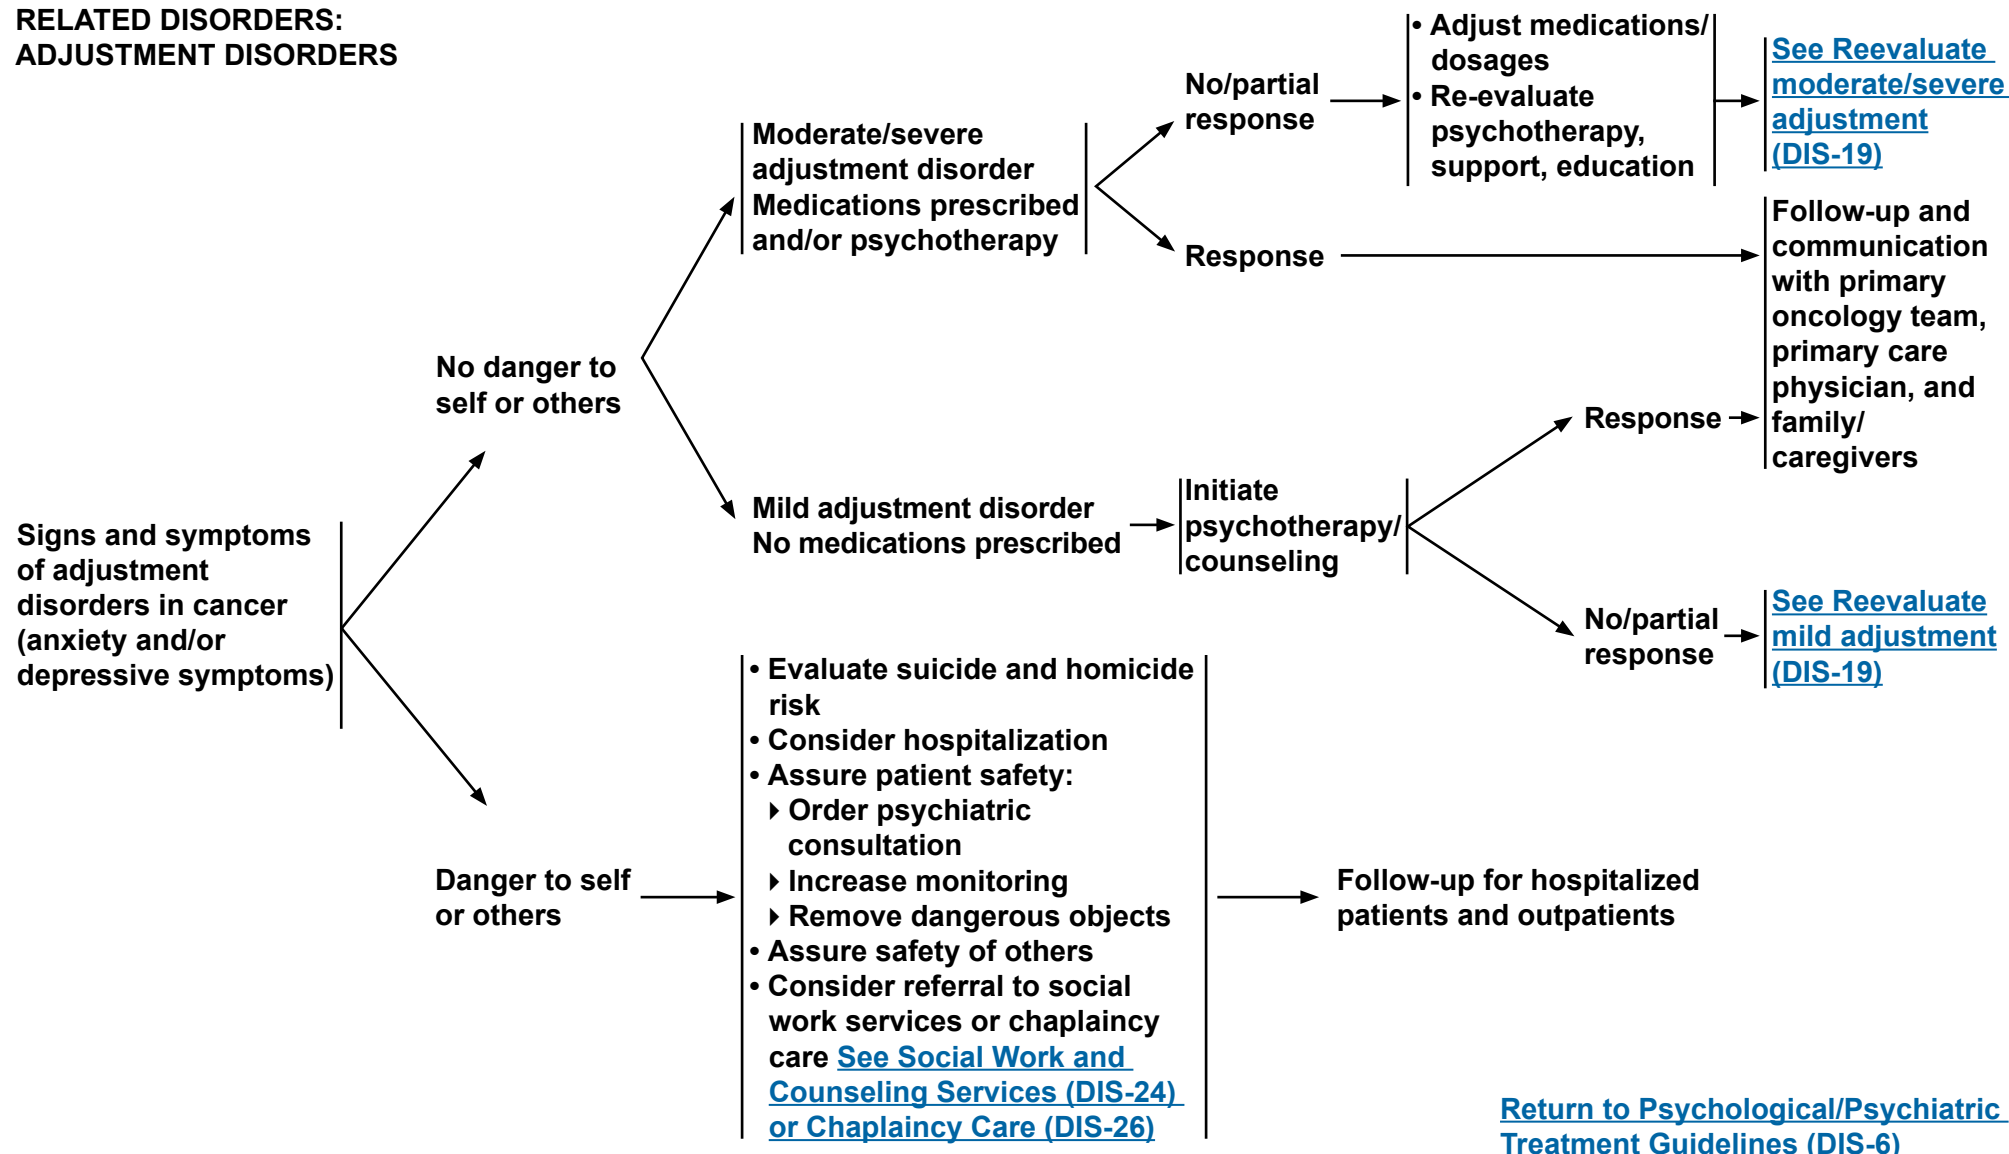 RELATED DISORDERS:
ADJUSTMENT DISORDERS
Signs and symptoms
of adjustment
disorders in cancer
(anxiety and/or
depressive symptoms)
No danger to
self or others
Moderate/severe
adjustment disorder
Medications prescribed
and/or psychotherapy
No/partial
response
• Adjust medications/
dosages
• Re-evaluate
psychotherapy,
support, education
See Reevaluate
moderate/severe
adjustment
(DIS-19)
Response
Follow-up and
communication
with primary
oncology team,
primary care
physician, and
family/
caregivers
Mild adjustment disorder
No medications prescribed
Initiate
psychotherapy/
counseling
Response
No/partial
response
See Reevaluate
mild adjustment
(DIS-19)
Danger to self
or others
• Evaluate suicide and homicide
risk
• Consider hospitalization
• Assure patient safety:
Order psychiatric
consultation
Increase monitoring
Remove dangerous objects
• Assure safety of others
• Consider referral to social
work services or chaplaincy
care See Social Work and
Counseling Services (DIS-24)
or Chaplaincy Care (DIS-26)
Follow-up for hospitalized
patients and outpatients
Return to Psychological/Psychiatric
Treatment Guidelines (DIS-6)